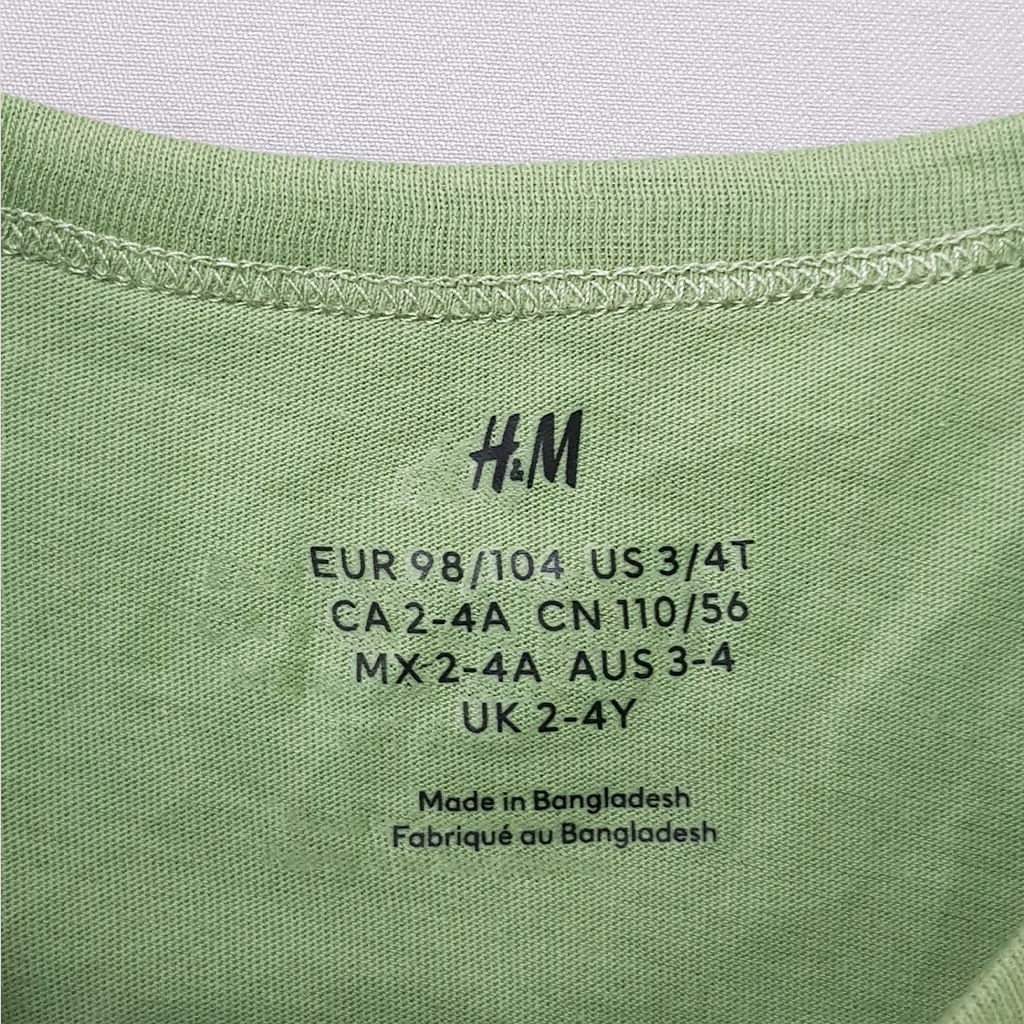 H&M
EUR 98/104 US 3/4T
CA 2-4A CN 110/56
MX 2-4A AUS 3-4
UK 2-4Y
Made in Bangladesh
Fabriqué au Bangladesh